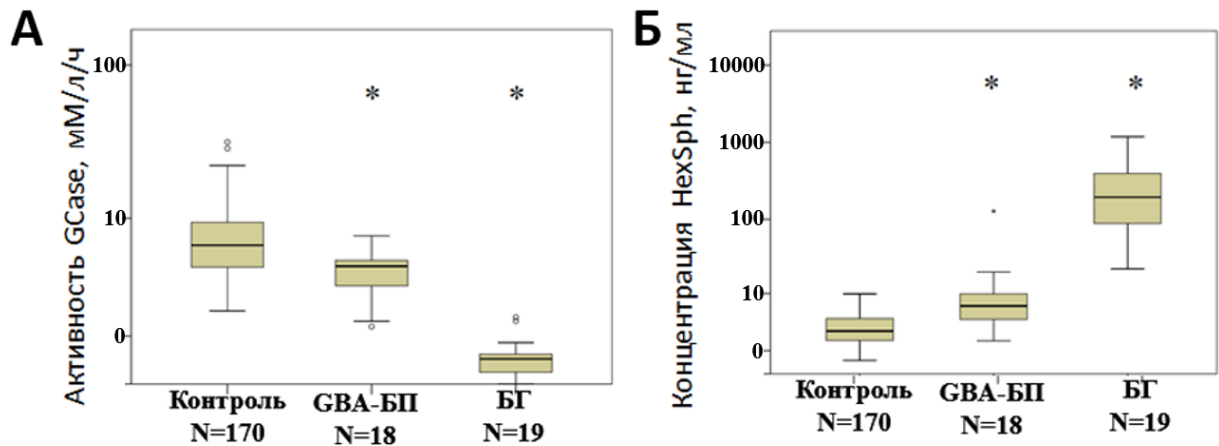 А
Активность GCase, мМ/л/ч
100
10
0
*
*
Контроль
N=170
GBA-БП
N=18
БГ
N=19
Б
Концентрация HexSph, нг/мл
10000
1000
100
10
0
*
*
Контроль
N=170
GBA-БП
N=18
БГ
N=19